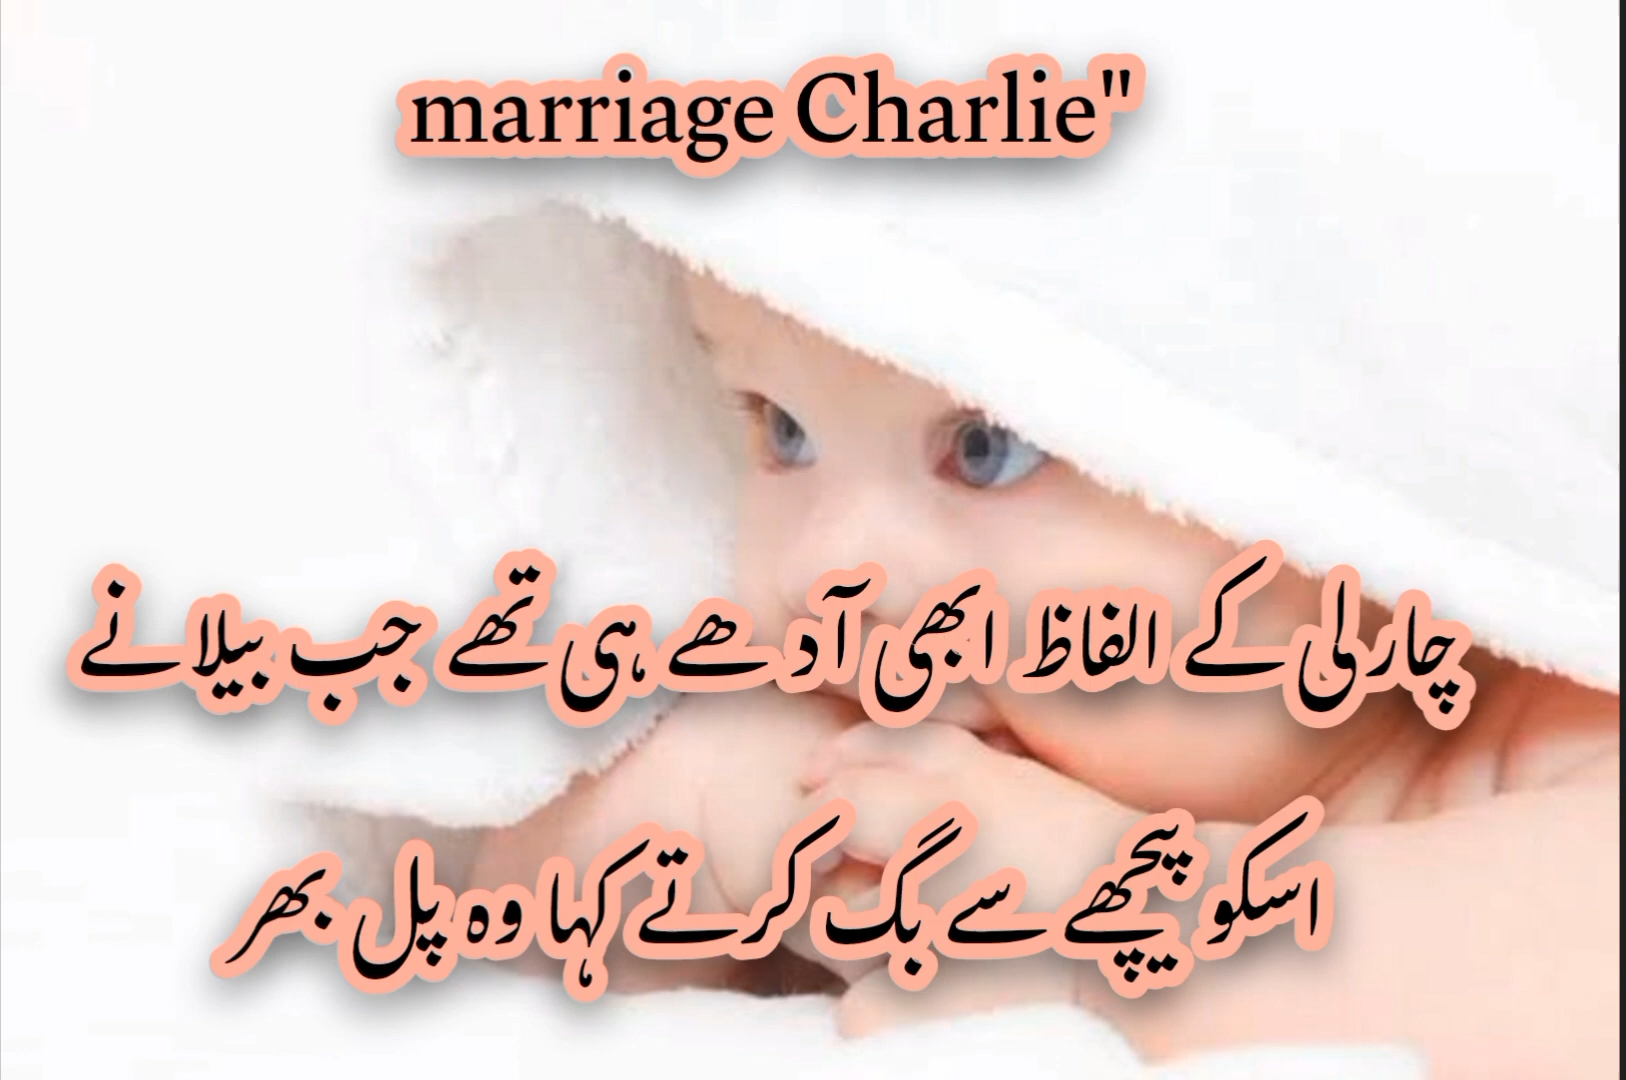 marriage Charlie"
چارلی کے الفاظ ابھی آدھے ہی تھے جب بیلا نے
اسکو پیچھے سے ہگ کرتے کہا وہ پل بھر